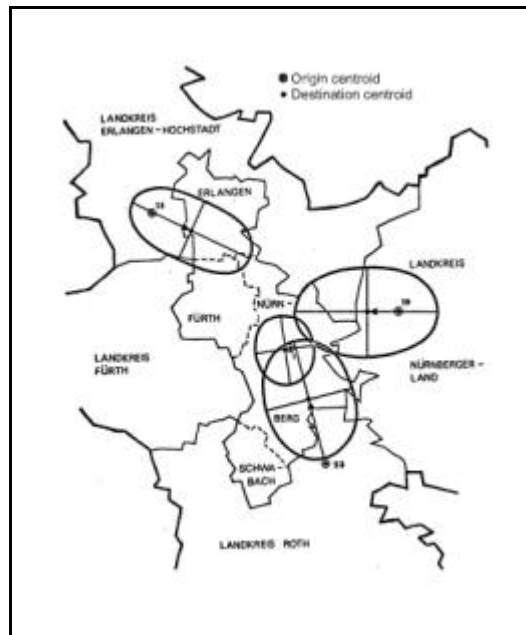 Origin centroid
Destination centroid
LANDKREIS
ERLANGEN-HÖCHSTADT
ERLANGEN
LANDKREIS
NÜRN-
FÜRTH
LANDKREIS
FÜRTH
NÜRNBERGER-
LAND
BERG
SCHWA-
BACH
LANDKREIS ROTH